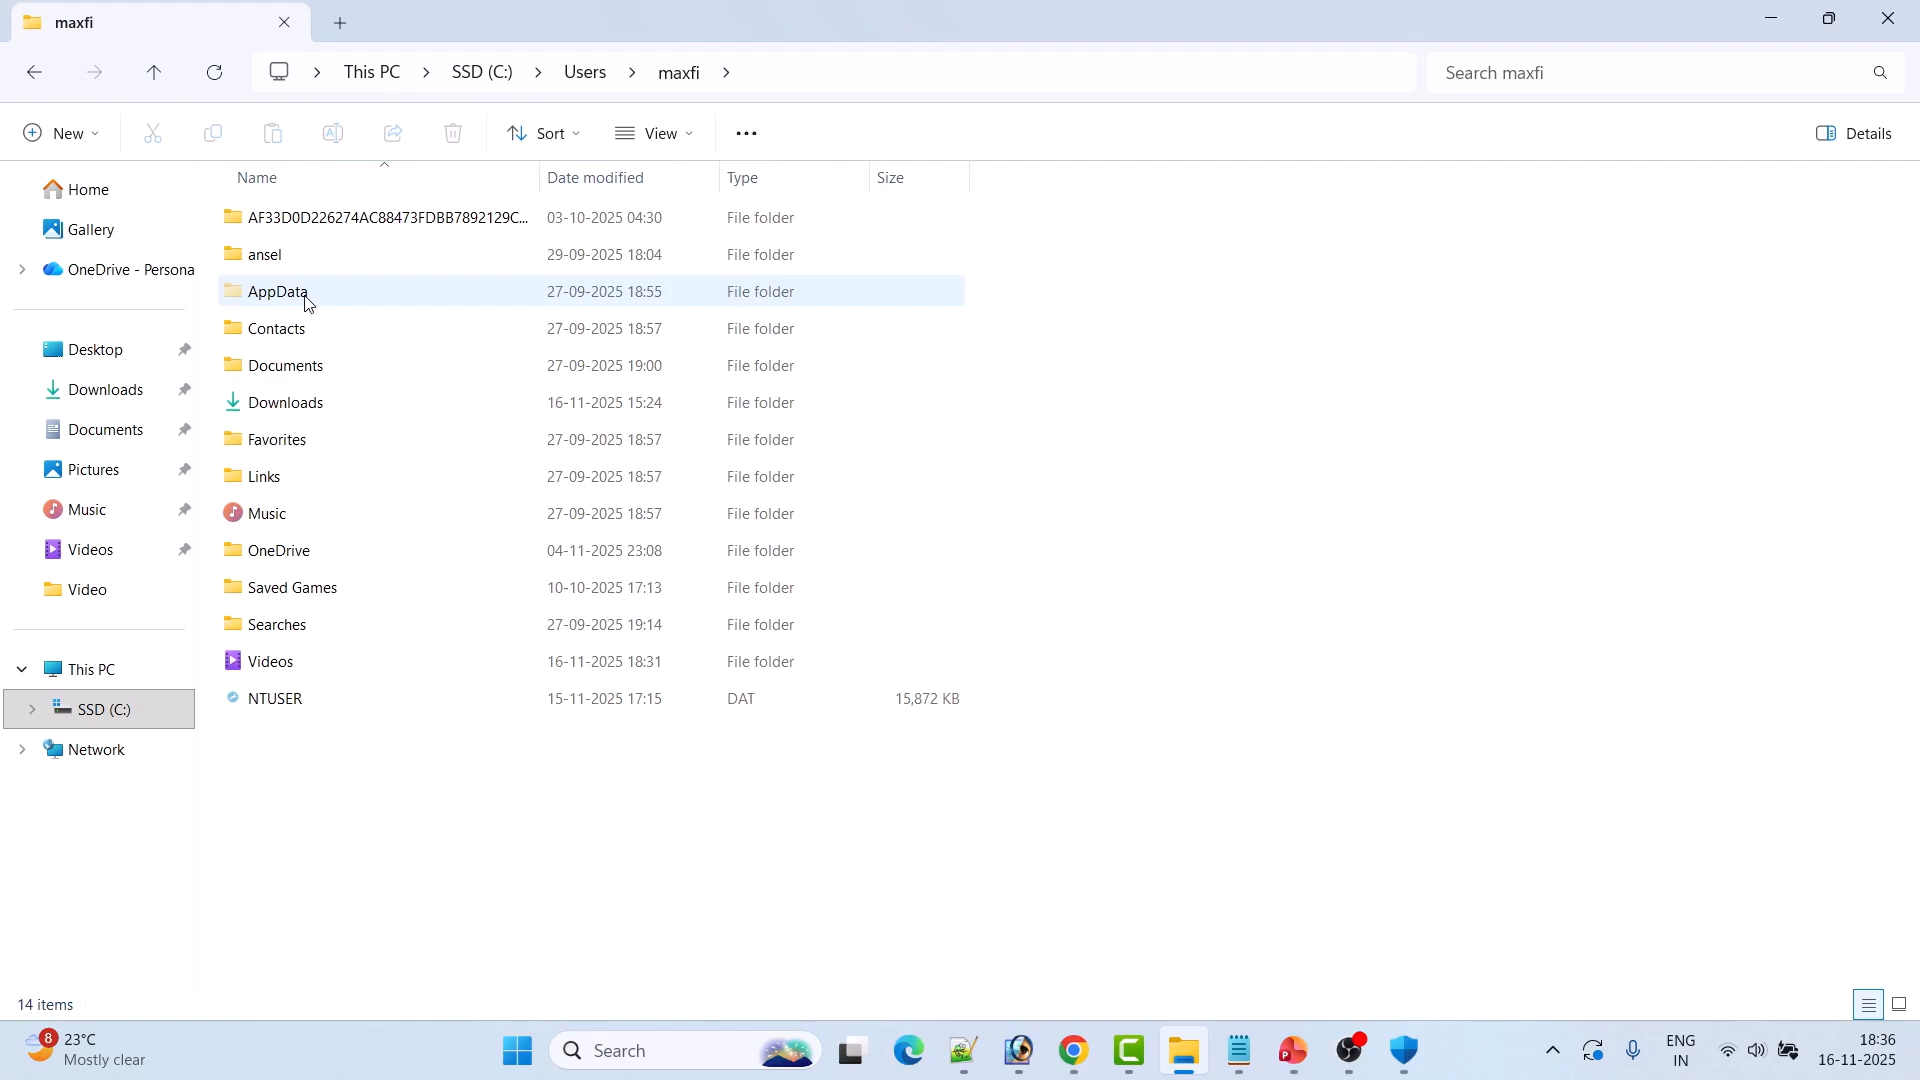 maxfi
This PC > SSD (C:) > Users > maxfi >
Search maxfi
New
Sort
View
Details
Name Date modified Type Size
AF33D0D226274AC88473FDBB7892129C... 03-10-2025 04:30 File folder
ansel 29-09-2025 18:04 File folder
AppData 27-09-2025 18:55 File folder
Contacts 27-09-2025 18:57 File folder
Documents 27-09-2025 19:00 File folder
Downloads 16-11-2025 15:24 File folder
Favorites 27-09-2025 18:57 File folder
Links 27-09-2025 18:57 File folder
Music 27-09-2025 18:57 File folder
OneDrive 04-11-2025 23:08 File folder
Saved Games 10-10-2025 17:13 File folder
Searches 27-09-2025 19:14 File folder
Videos 16-11-2025 18:31 File folder
NTUSER 15-11-2025 17:15 DAT 15,872 KB
Home
Gallery
OneDrive - Persona
Desktop
Downloads
Documents
Pictures
Music
Videos
Video
This PC
SSD (C:)
Network
14 items
8
23°C
Mostly clear
Search
ENG
IN
18:36
16-11-2025